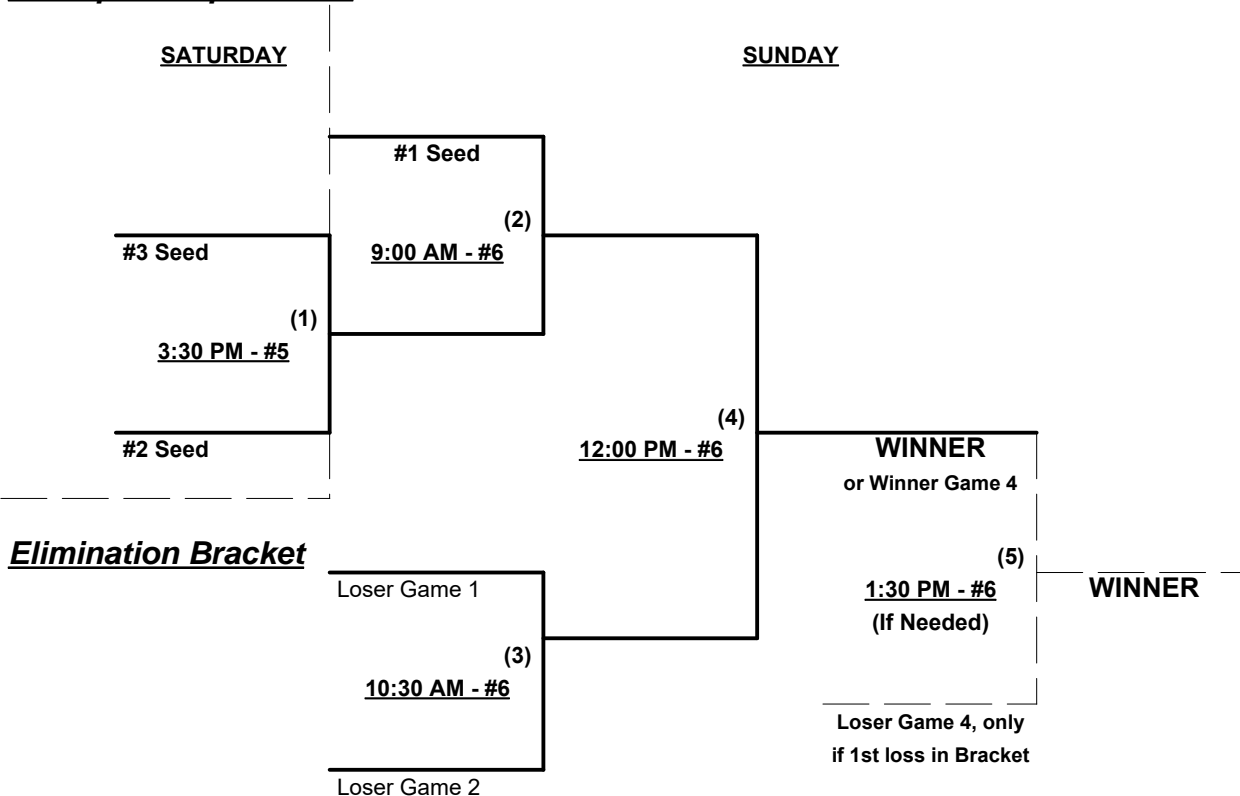 SATURDAY
SUNDAY
#1 Seed
(2)
9:00 AM - #6
#3 Seed
(1)
3:30 PM - #5
#2 Seed
(4)
12:00 PM - #6
WINNER
or Winner Game 4
Elimination Bracket
Loser Game 1
(5)
1:30 PM - #6
(If Needed)
WINNER
(3)
10:30 AM - #6
Loser Game 4, only
if 1st loss in Bracket
Loser Game 2